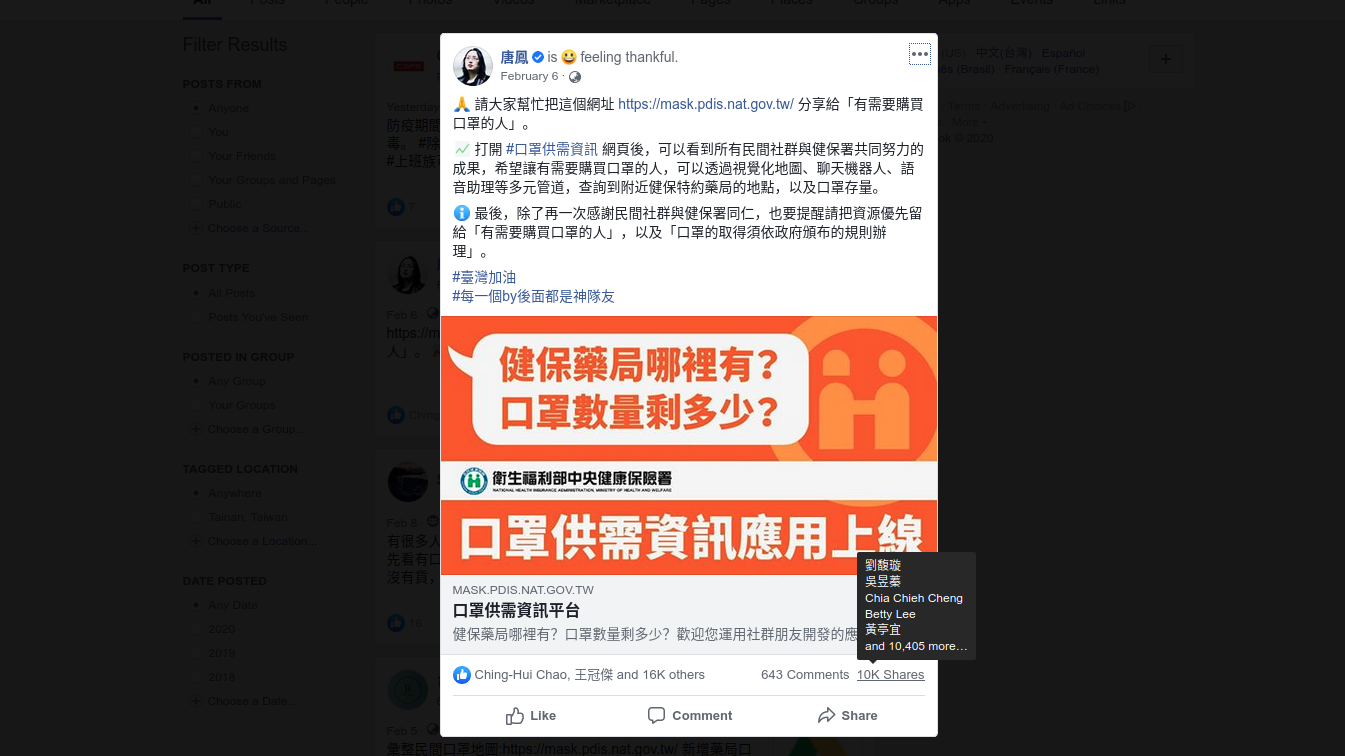 All Posts People Photos Videos Marketplace Pages Places Groups Apps Events Links
Filter Results
POSTS FROM
Anyone
You
Your Friends
Your Groups and Pages
Public
Choose a Source...
POST TYPE
All Posts
Posts You've Seen
POSTED IN GROUP
Any Group
Your Groups
Choose a Group...
TAGGED LOCATION
Anywhere
Tainan, Taiwan
Choose a Location...
DATE POSTED
Any Date
2020
2019
2018
Choose a Date...
Yesterday
防疫期間
毒。 #除
#上班族
7
Feb 6 ·
https://m
人」。
Ching
Feb 8 ·
有很多人
先看有口
沒有貨，
16
Feb 5 ·
彙整民間口罩地圖:https://mask.pdis.nat.gov.tw/ 新增藥局口
唐鳳 is feeling thankful.
February 6 ·
請大家幫忙把這個網址 https://mask.pdis.nat.gov.tw/ 分享給「有需要購買
口罩的人」。
打開 #口罩供需資訊 網頁後，可以看到所有民間社群與健保署共同努力的
成果，希望讓有需要購買口罩的人，可以透過視覺化地圖、聊天機器人、語
音助理等多元管道，查詢到附近健保特約藥局的地點，以及口罩存量。
最後，除了再一次感謝民間社群與健保署同仁，也要提醒請把資源優先留
給「有需要購買口罩的人」，以及「口罩的取得須依政府頒布的規則辦
理」。
#臺灣加油
#每一個by後面都是神隊友
健保藥局哪裡有?
口罩數量剩多少?
衛生福利部中央健康保險署
NATIONAL HEALTH INSURANCE ADMINISTRATION, MINISTRY OF HEALTH AND WELFARE
口罩供需資訊應用上線
MASK.PDIS.NAT.GOV.TW
口罩供需資訊平台
健保藥局哪裡有？口罩數量剩多少？歡迎您運用社群朋友開發的應
劉馥璇
吳昱蓁
Chia Chieh Cheng
Betty Lee
黃亭宜
and 10,405 more…
Ching-Hui Chao, 王冠傑 and 16K others
643 Comments 10K Shares
Like Comment Share
(US) · 中文(台灣) · Español
ês (Brasil) · Français (France)
Terms · Advertising · Ad Choices
More
ok © 2020